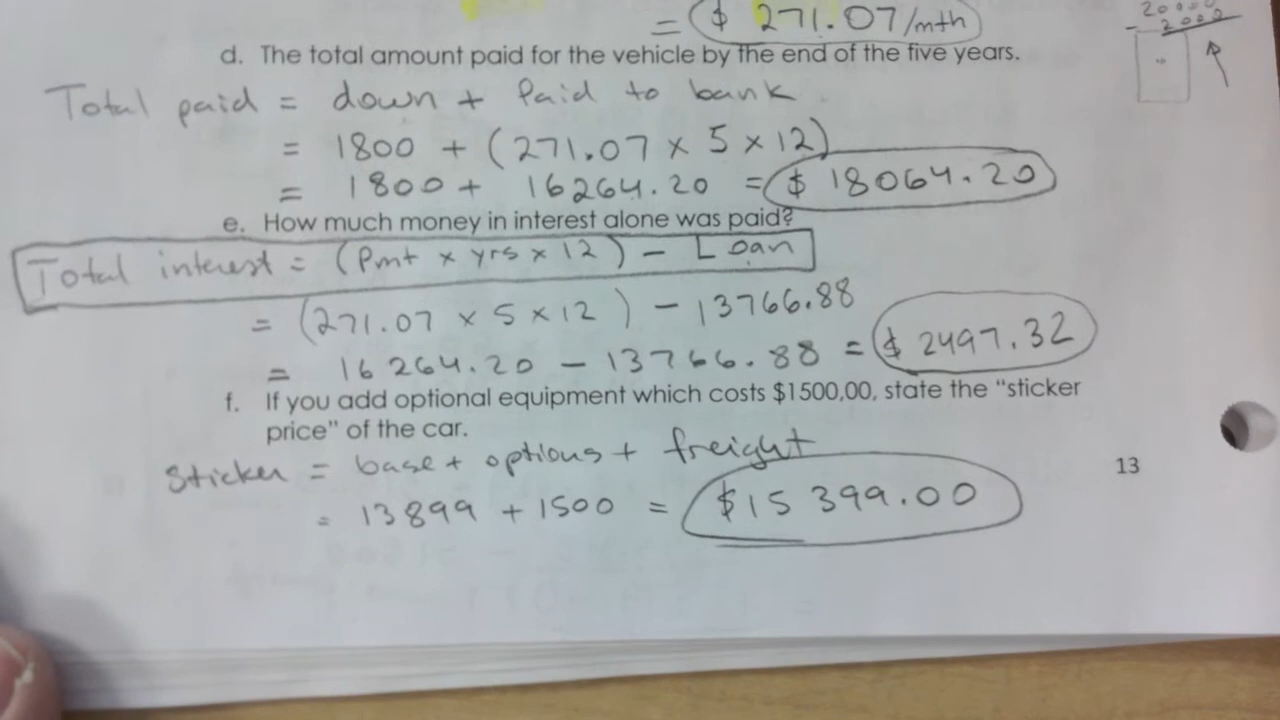 = $ 271.07/mth
20000
- 2000
d. The total amount paid for the vehicle by the end of the five years.
Total paid = down + Paid to bank
= 1800 + (271.07 x 5 x 12)
= 1800 + 16264.20 = $ 18064.20
e. How much money in interest alone was paid?
Total interest = (Pmt x yrs x 12) - Loan
= (271.07 x 5 x 12) - 13766.88
= 16264.20 - 13766.88 = $ 2497.32
f. If you add optional equipment which costs $1500,00, state the "sticker
price" of the car.
Sticker = base + options + freight
= 13899 + 1500 = $15 399.00
13